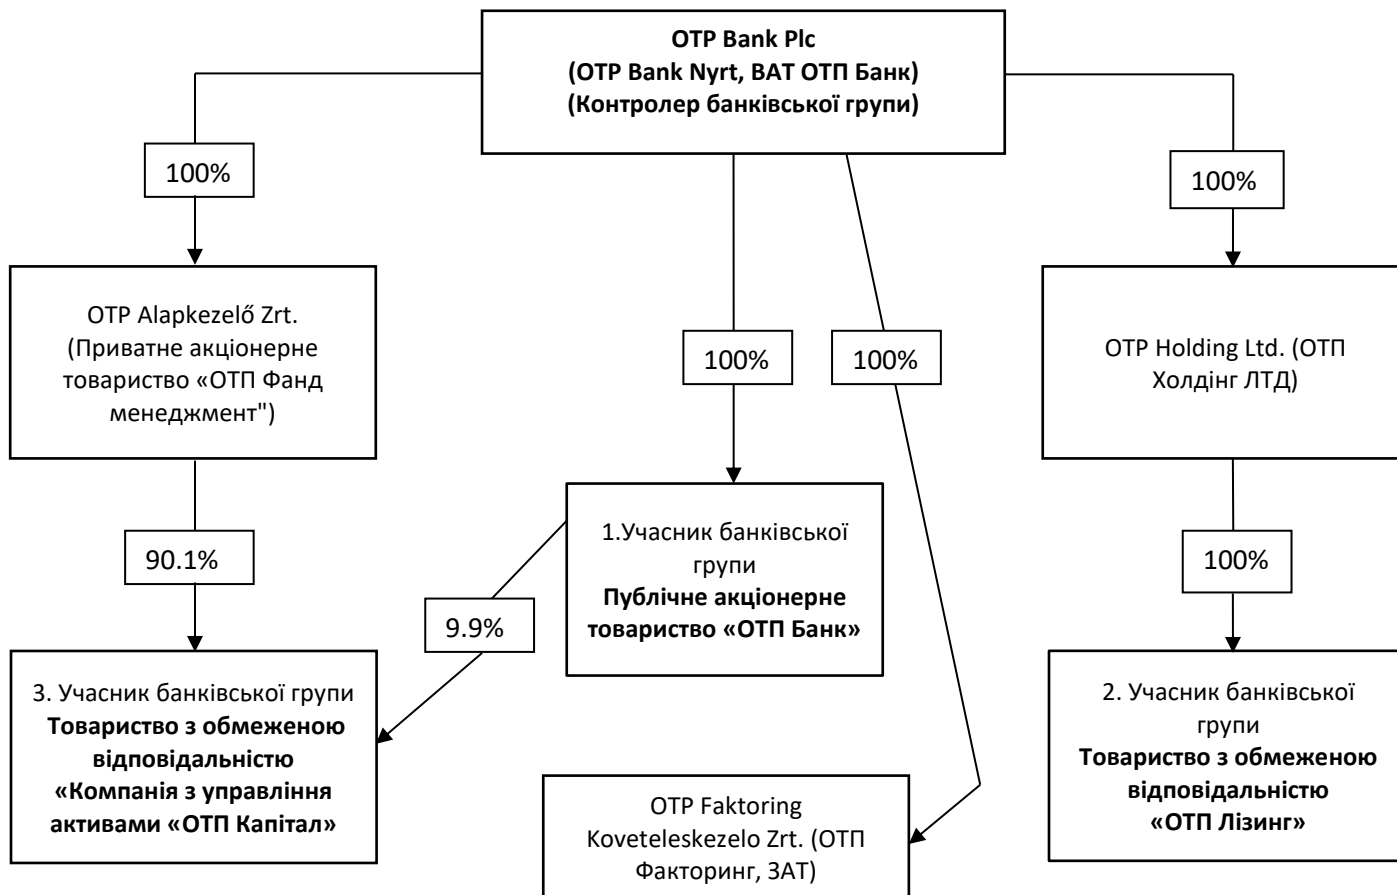 OTP Bank Plc
(OTP Bank Nyrt, ВАТ ОТП Банк)
(Контролер банківської групи)
100%
100%
OTP Alapkezelő Zrt.
(Приватне акціонерне
товариство «ОТП Фанд
менеджмент")
100%
100%
OTP Holding Ltd. (ОТП
Холдінг ЛТД)
90.1%
1.Учасник банківської
групи
Публічне акціонерне
товариство «ОТП Банк»
100%
9.9%
3. Учасник банківської групи
Товариство з обмеженою
відповідальністю
«Компанія з управління
активами «ОТП Капітал»
2. Учасник банківської
групи
Товариство з обмеженою
відповідальністю
«ОТП Лізинг»
OTP Faktoring
Koveteleskezelo Zrt. (ОТП
Факторинг, ЗАТ)